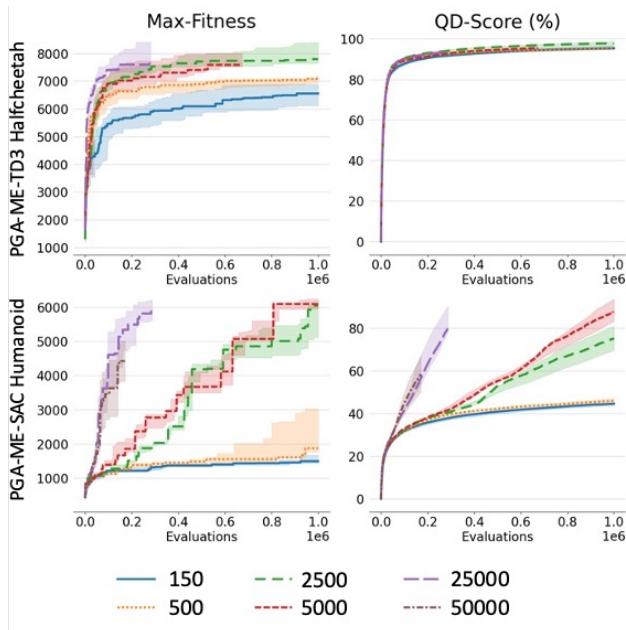 Max-Fitness
QD-Score (%)
PGA-ME-TD3 Halfcheetah
8000
7000
6000
5000
4000
3000
2000
1000
0.0 0.2 0.4 0.6 0.8 1.0
Evaluations 1e6
100
80
60
40
20
0
0.0 0.2 0.4 0.6 0.8 1.0
Evaluations 1e6
PGA-ME-SAC Humanoid
6000
5000
4000
3000
2000
1000
0.0 0.2 0.4 0.6 0.8 1.0
Evaluations 1e6
80
60
40
20
0
0.0 0.2 0.4 0.6 0.8 1.0
Evaluations 1e6
150 2500 25000
500 5000 50000